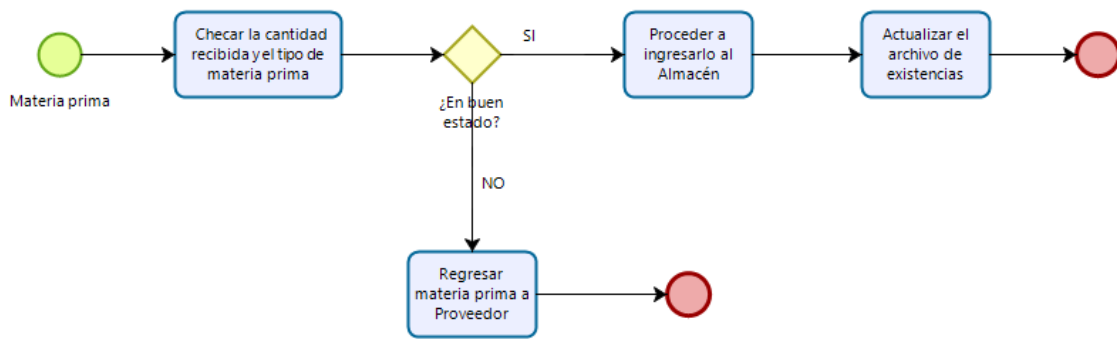 Materia prima
Checar la cantidad
recibida y el tipo de
materia prima
¿En buen
estado?
SI
Proceder a
ingresarlo al
Almacén
Actualizar el
archivo de
existencias
NO
Regresar
materia prima a
Proveedor